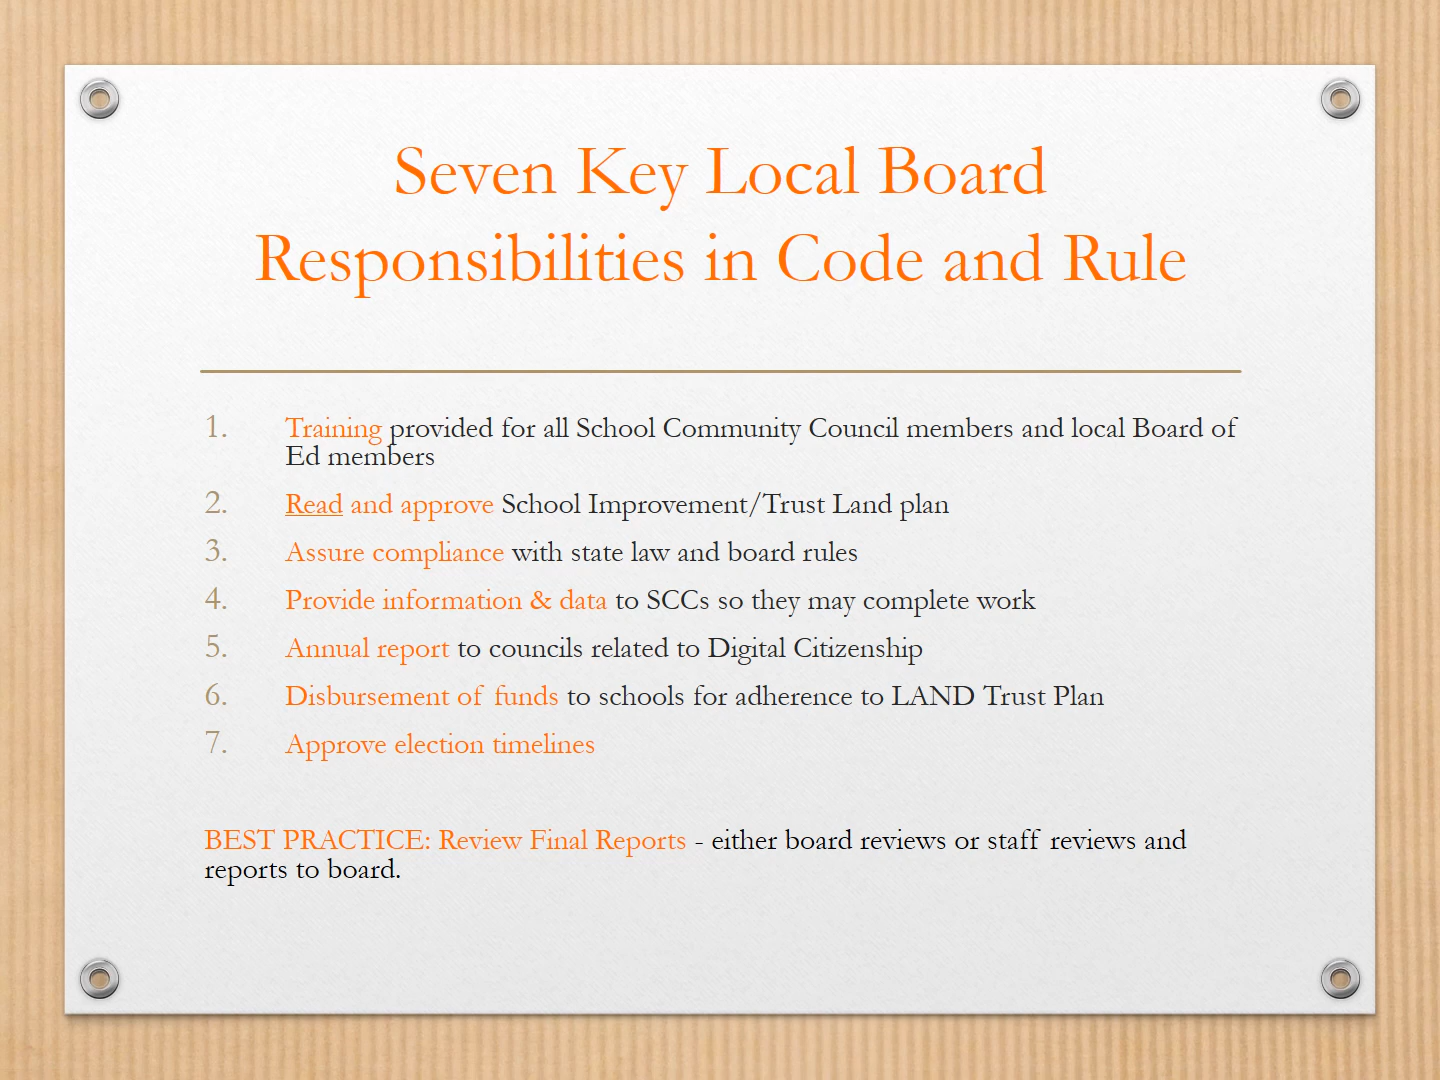 Seven Key Local Board
Responsibilities in Code and Rule
1. Training provided for all School Community Council members and local Board of
Ed members
2. Read and approve School Improvement/Trust Land plan
3. Assure compliance with state law and board rules
4. Provide information & data to SCCs so they may complete work
5. Annual report to councils related to Digital Citizenship
6. Disbursement of funds to schools for adherence to LAND Trust Plan
7. Approve election timelines
BEST PRACTICE: Review Final Reports - either board reviews or staff reviews and
reports to board.